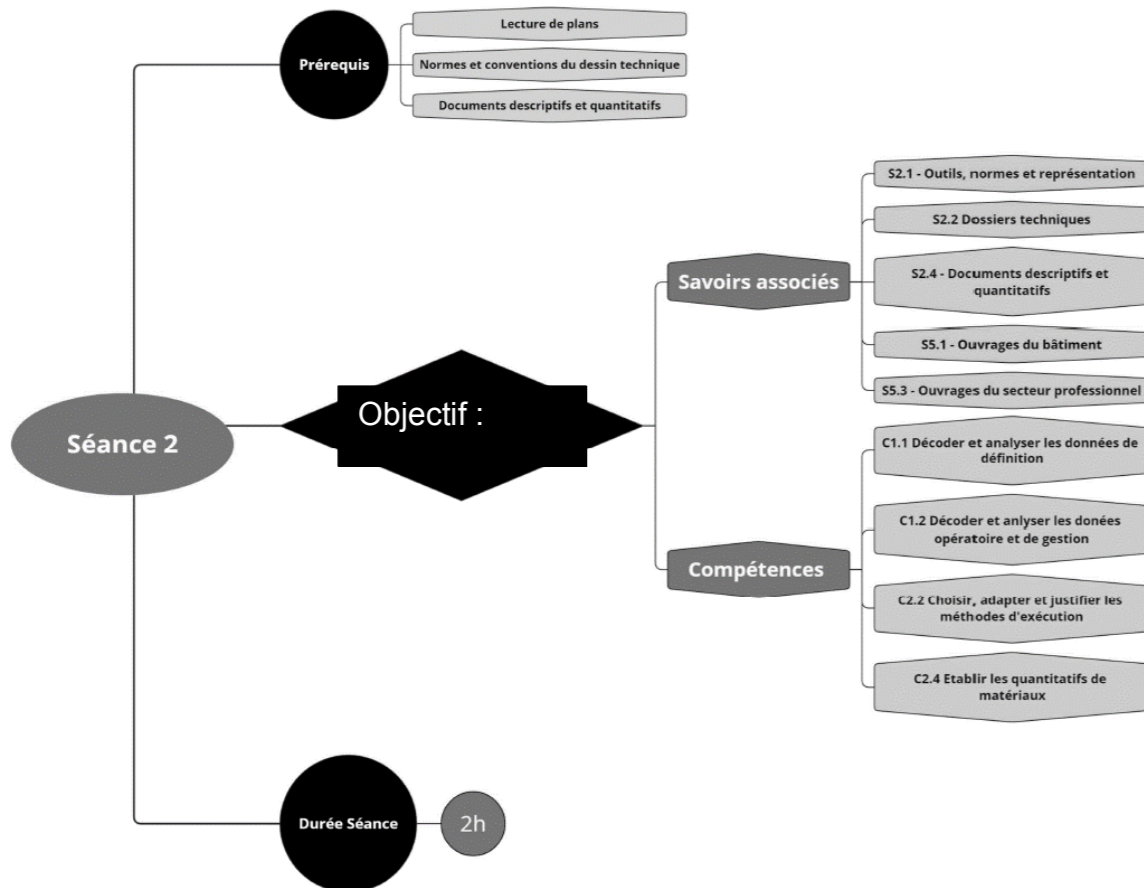 Prérequis
Lecture de plans
Normes et conventions du dessin technique
Documents descriptifs et quantitatifs
Séance 2
Objectif :
Savoirs associés
S2.1 - Outils, normes et représentation
S2.2 Dossiers techniques
S2.4 - Documents descriptifs et
quantitatifs
S5.1 - Ouvrages du bâtiment
S5.3 - Ouvrages du secteur professionnel
Compétences
C1.1 Décoder et analyser les données de
définition
C1.2 Décoder et anlyser les donées
opératoire et de gestion
C2.2 Choisir, adapter et justifier les
méthodes d'exécution
C2.4 Etablir les quantitatifs de
matériaux
Durée Séance
2h